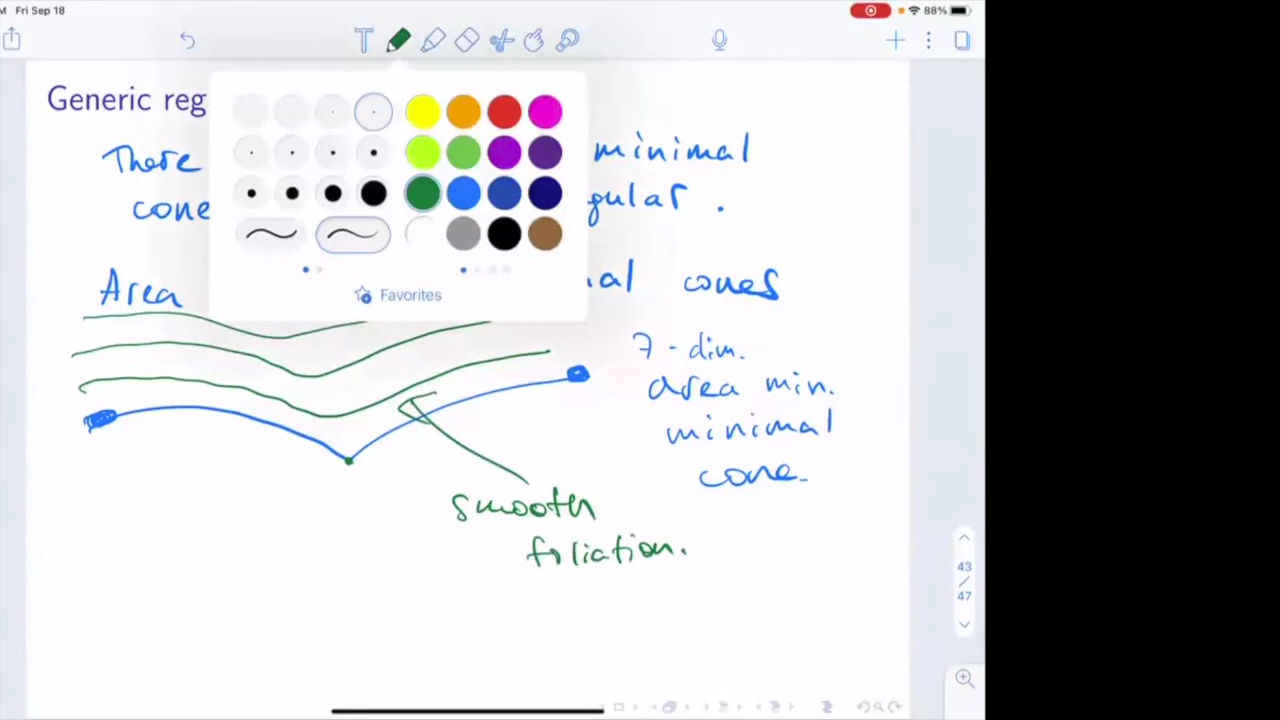 Fri Sep 18
88%
T
Generic reg
There minimal
cone gular.
Favorites
Area al cones
7-dim.
area min.
minimal
cone.
smooth
foliation.
43
/
47